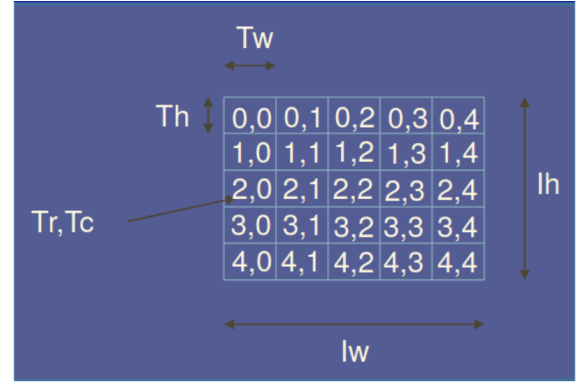 Tw
Th
0,0 0,1 0,2 0,3 0,4
1,0 1,1 1,2 1,3 1,4
2,0 2,1 2,2 2,3 2,4
Ih
Tr,Tc
3,0 3,1 3,2 3,3 3,4
4,0 4,1 4,2 4,3 4,4
Iw